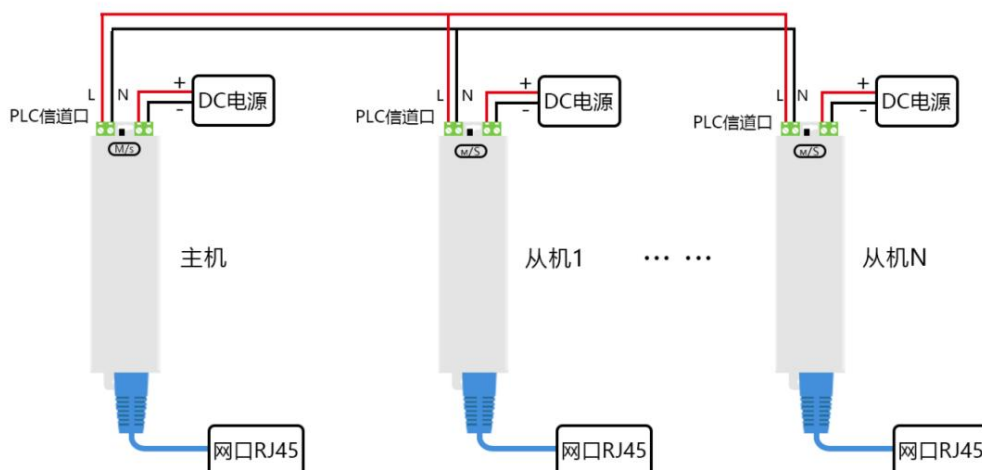 L N + - DC电源
PLC信道口
M/s
主机
网口RJ45
L N + - DC电源
PLC信道口
M/S
从机1
网口RJ45
... ...
L N + - DC电源
PLC信道口
M/S
从机N
网口RJ45